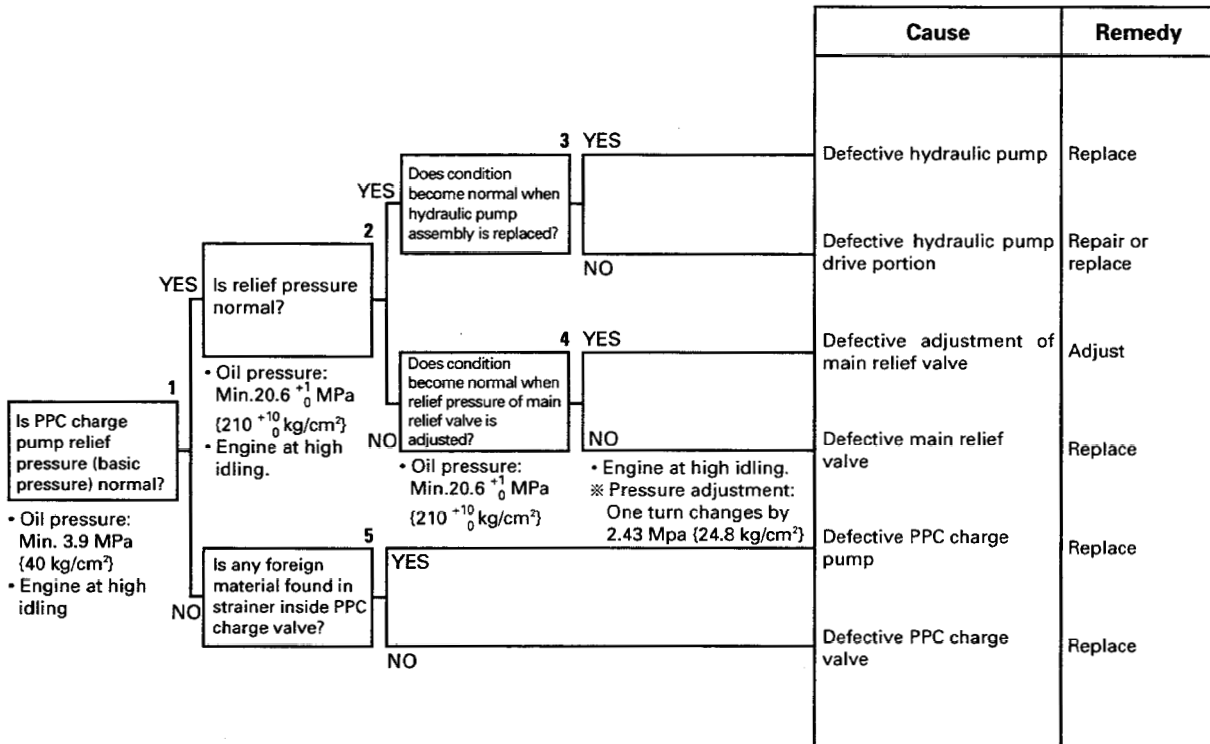 Cause
Remedy
3
YES
Does condition
become normal when
hydraulic pump
assembly is replaced?
YES
NO
Defective hydraulic pump
Replace
Defective hydraulic pump
drive portion
Repair or
replace
2
YES
Is relief pressure
normal?
• Oil pressure:
Min.20.6 +1 0 MPa
{210 +10 0 kg/cm²}
• Engine at high
idling.
4
YES
Does condition
become normal when
relief pressure of main
relief valve is
adjusted?
NO
NO
• Oil pressure:
Min.20.6 +1 0 MPa
{210 +10 0 kg/cm²}
• Engine at high idling.
※ Pressure adjustment:
One turn changes by
2.43 Mpa {24.8 kg/cm²}
Defective adjustment of
main relief valve
Adjust
Defective main relief
valve
Replace
1
Is PPC charge
pump relief
pressure (basic
pressure) normal?
• Oil pressure:
Min. 3.9 MPa
{40 kg/cm²}
• Engine at high
idling
5
NO
Is any foreign
material found in
strainer inside PPC
charge valve?
YES
NO
Defective PPC charge
pump
Replace
Defective PPC charge
valve
Replace